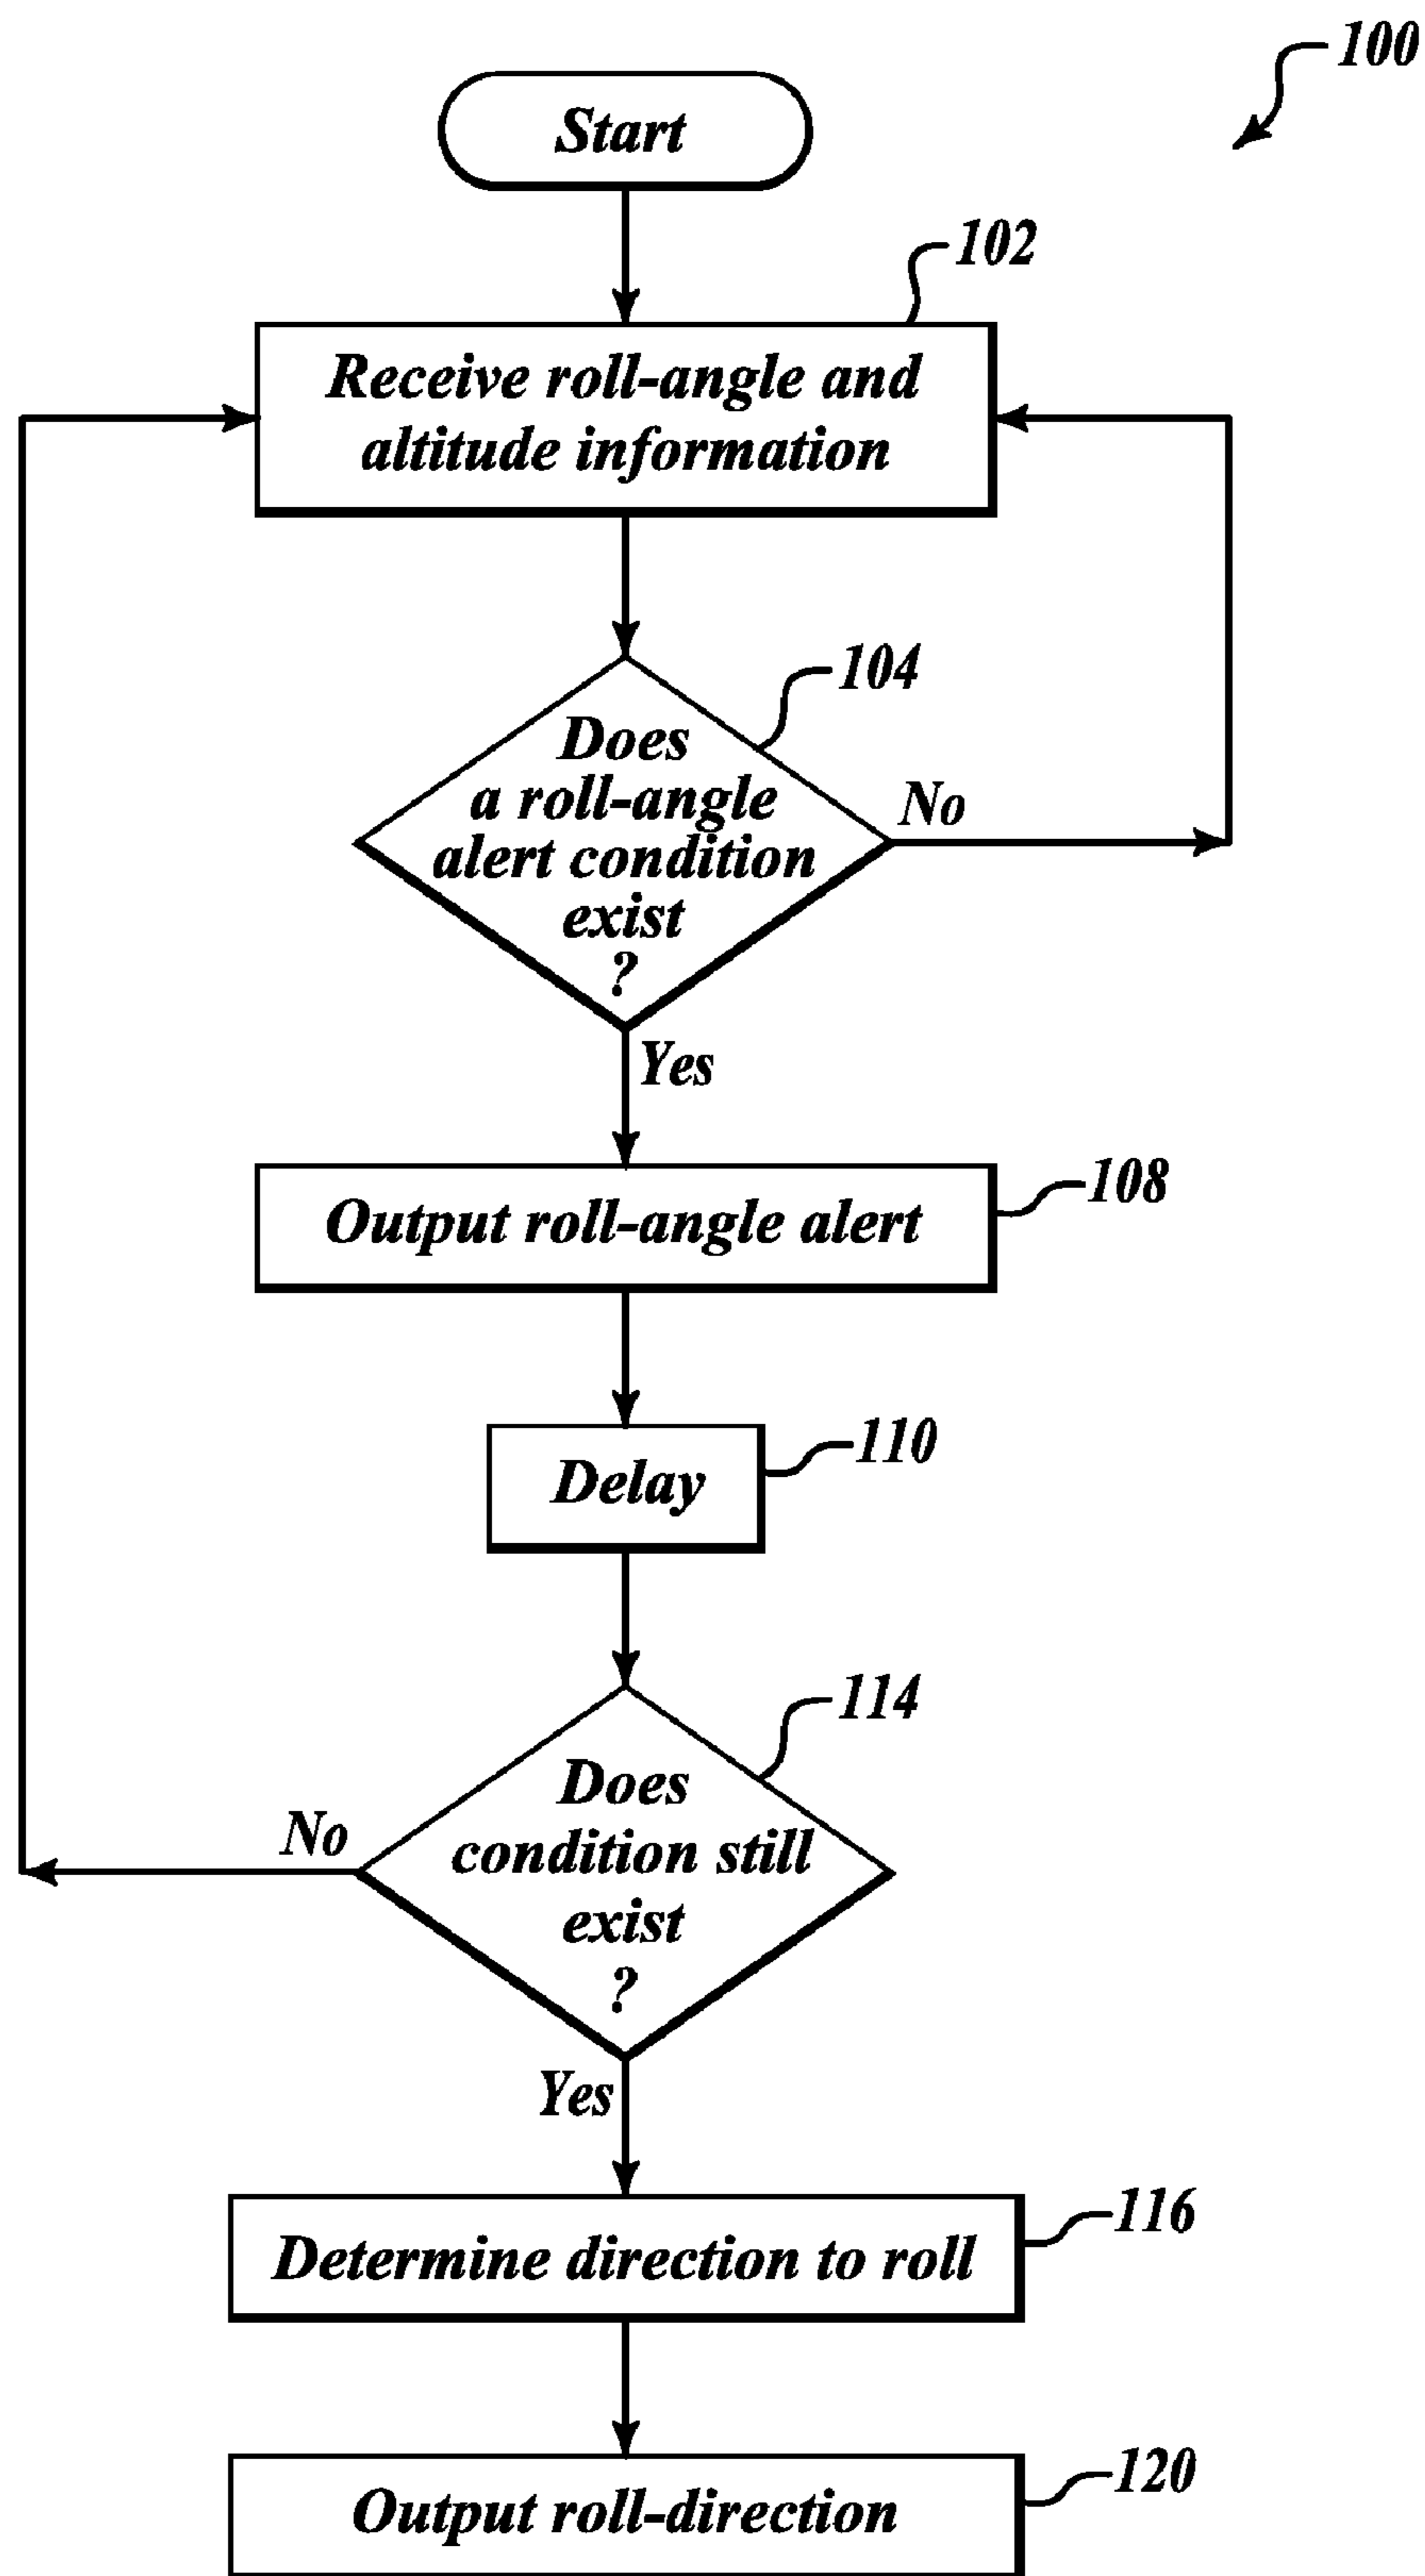 100
Start
102
Receive roll-angle and
altitude information
104
Does
a roll-angle
alert condition
exist
?
No
Yes
108
Output roll-angle alert
110
Delay
114
Does
condition still
exist
?
No
Yes
116
Determine direction to roll
120
Output roll-direction